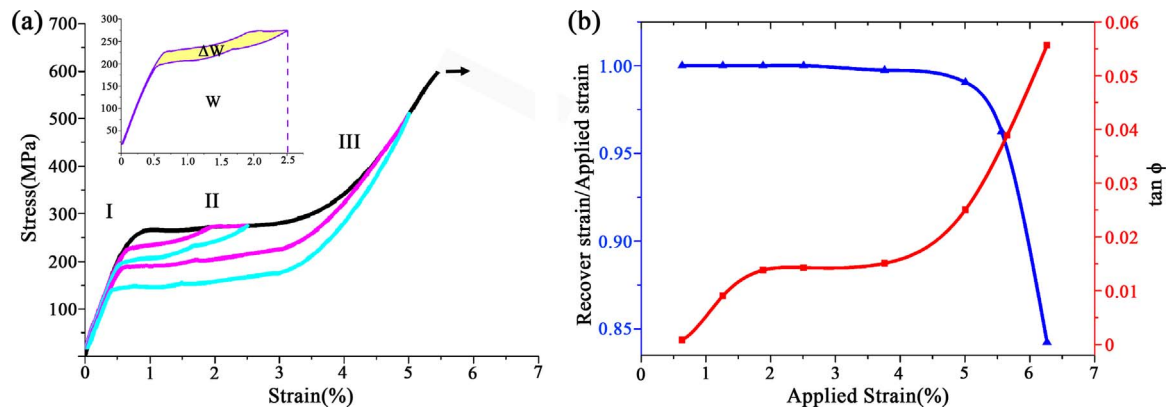 (a)
Stress(MPa)
700
600
500
400
300
200
100
0
0 1 2 3 4 5 6 7
Strain(%)
I
II
III
300
250
200
150
100
50
0 0.5 1.0 1.5 2.0 2.5
ΔW
W
(b)
Recover strain/Applied strain
1.00
0.95
0.90
0.85
0 1 2 3 4 5 6 7
Applied Strain(%)
0.06
0.05
0.04
0.03
0.02
0.01
0
tan ϕ